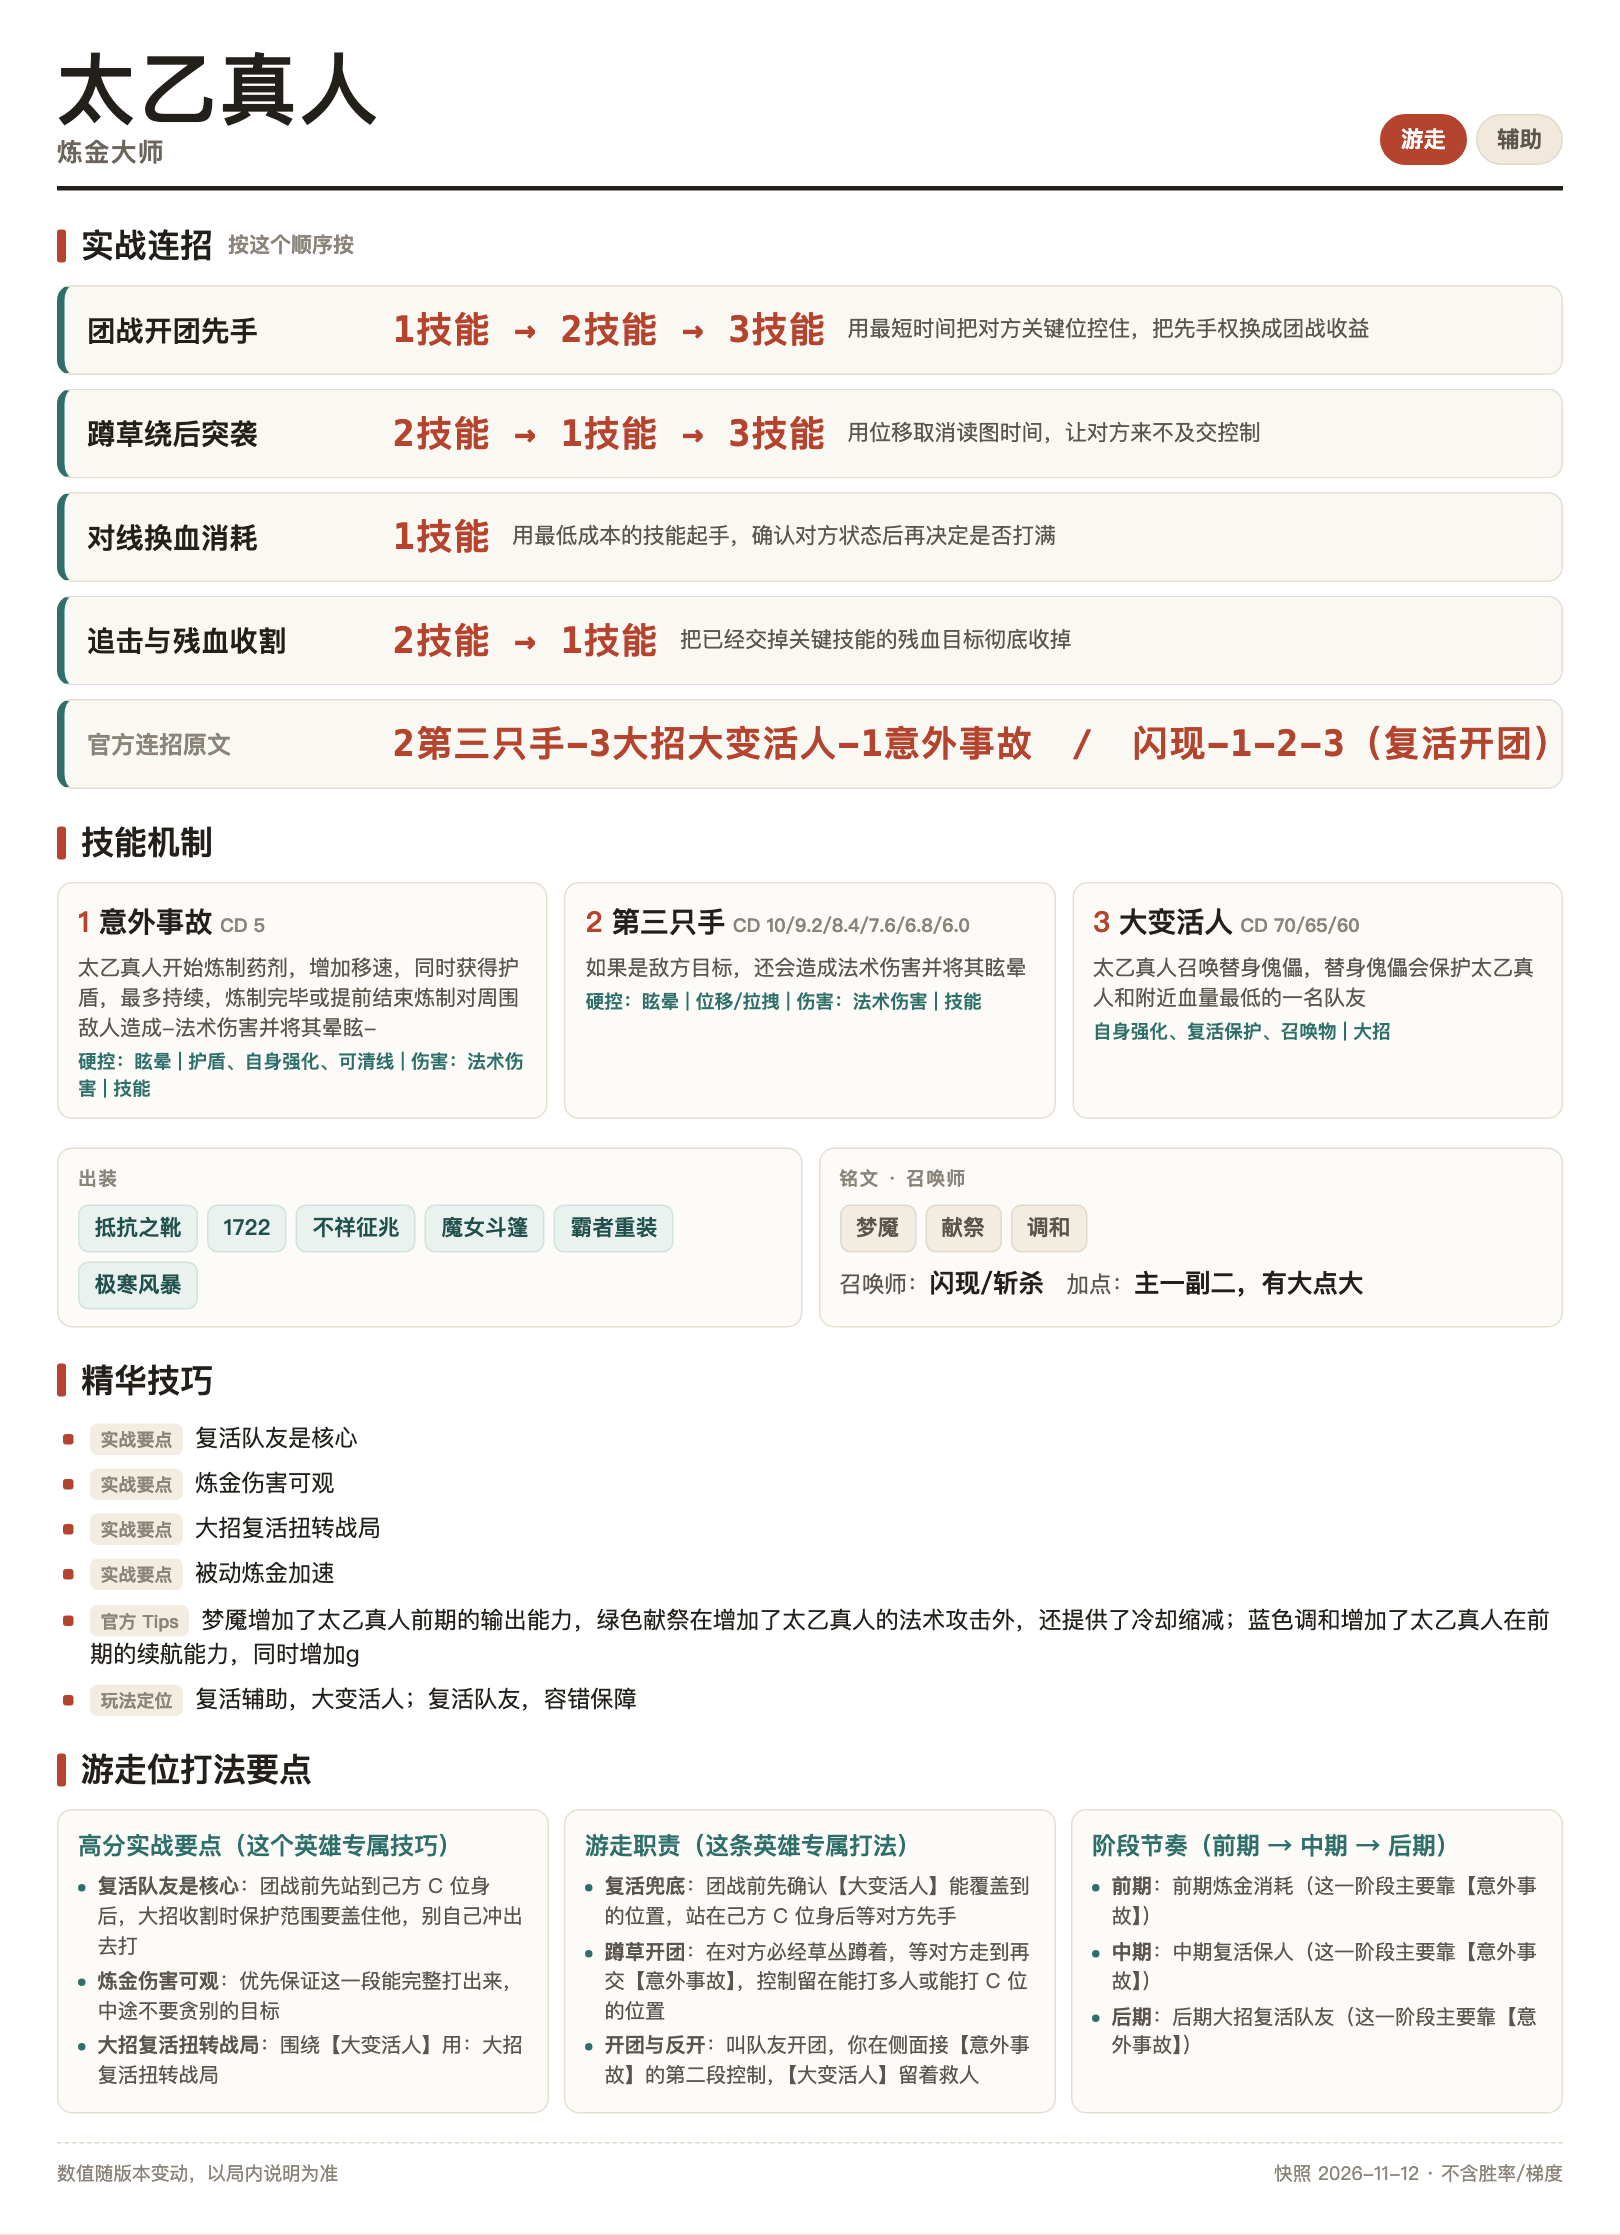 太乙真人
炼金大师
游走 辅助
实战连招 按这个顺序按
团战开团先手 1技能 → 2技能 → 3技能 用最短时间把对方关键位控住，把先手权换成团战收益
蹲草绕后突袭 2技能 → 1技能 → 3技能 用位移取消读图时间，让对方来不及交控制
对线换血消耗 1技能 用最低成本的技能起手，确认对方状态后再决定是否打满
追击与残血收割 2技能 → 1技能 把已经交掉关键技能的残血目标彻底收掉
官方连招原文 2第三只手-3大招大变活人-1意外事故 / 闪现-1-2-3（复活开团）
技能机制
1 意外事故 CD 5
太乙真人开始炼制药剂，增加移速，同时获得护
盾，最多持续，炼制完毕或提前结束炼制对周围
敌人造成-法术伤害并将其晕眩-
硬控：眩晕 | 护盾、自身强化、可清线 | 伤害：法术伤
害 | 技能
2 第三只手 CD 10/9.2/8.4/7.6/6.8/6.0
如果是敌方目标，还会造成法术伤害并将其眩晕
硬控：眩晕 | 位移/拉拽 | 伤害：法术伤害 | 技能
3 大变活人 CD 70/65/60
太乙真人召唤替身傀儡，替身傀儡会保护太乙真
人和附近血量最低的一名队友
自身强化、复活保护、召唤物 | 大招
出装
抵抗之靴 1722 不祥征兆 魔女斗篷 霸者重装
极寒风暴
铭文 · 召唤师
梦魇 献祭 调和
召唤师：闪现/斩杀 加点：主一副二，有大点大
精华技巧
实战要点 复活队友是核心
实战要点 炼金伤害可观
实战要点 大招复活扭转战局
实战要点 被动炼金加速
官方 Tips 梦魇增加了太乙真人前期的输出能力，绿色献祭在增加了太乙真人的法术攻击外，还提供了冷却缩减；蓝色调和增加了太乙真人在前
期的续航能力，同时增加g
玩法定位 复活辅助，大变活人；复活队友，容错保障
游走位打法要点
高分实战要点（这个英雄专属技巧）
复活队友是核心：团战前先站到己方 C 位身
后，大招收割时保护范围要盖住他，别自己冲出
去打
炼金伤害可观：优先保证这一段能完整打出来，
中途不要贪别的目标
大招复活扭转战局：围绕【大变活人】用：大招
复活扭转战局
游走职责（这条英雄专属打法）
复活兜底：团战前先确认【大变活人】能覆盖到
的位置，站在己方 C 位身后等对方先手
蹲草开团：在对方必经草丛蹲着，等对方走到再
交【意外事故】，控制留在能打多人或能打 C 位
的位置
开团与反开：叫队友开团，你在侧面接【意外事
故】的第二段控制，【大变活人】留着救人
阶段节奏（前期 → 中期 → 后期）
前期：前期炼金消耗（这一阶段主要靠【意外事
故】）
中期：中期复活保人（这一阶段主要靠【意外事
故】）
后期：后期大招复活队友（这一阶段主要靠【意
外事故】）
数值随版本变动，以局内说明为准
快照 2026-11-12 · 不含胜率/梯度